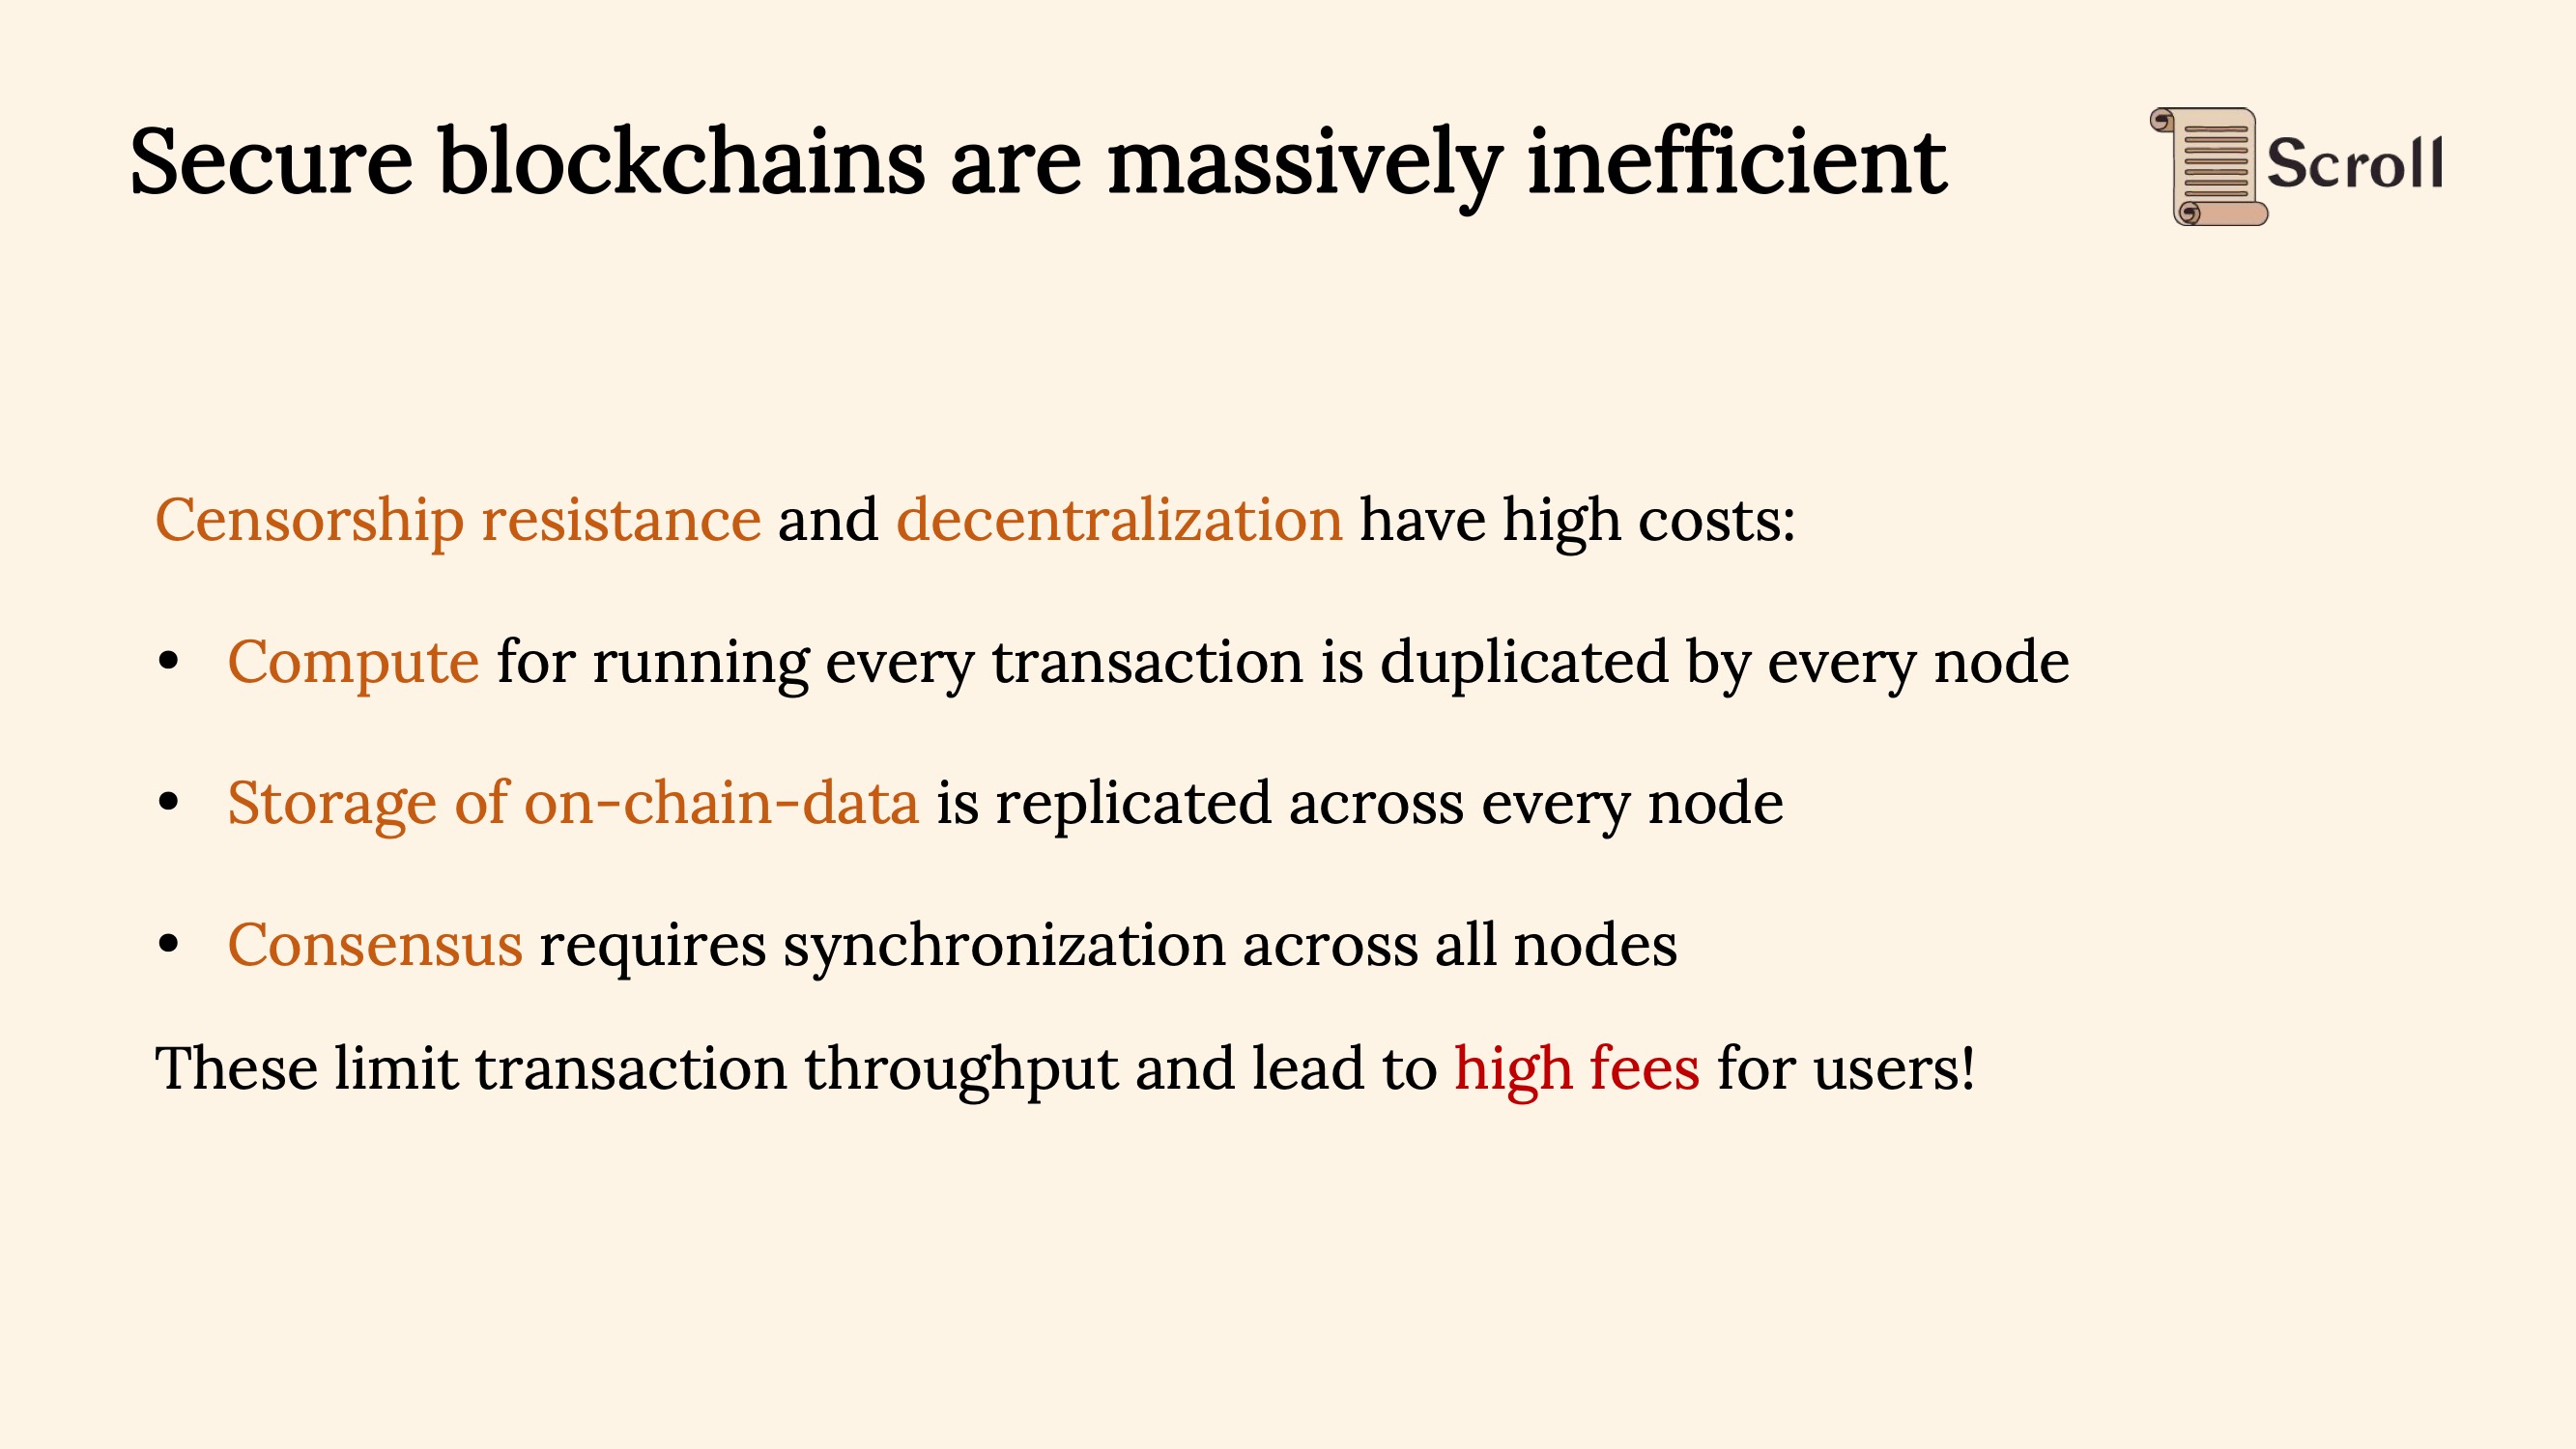 Secure blockchains are massively inefficient
Scroll
Censorship resistance and decentralization have high costs:
• Compute for running every transaction is duplicated by every node
• Storage of on-chain-data is replicated across every node
• Consensus requires synchronization across all nodes
These limit transaction throughput and lead to high fees for users!